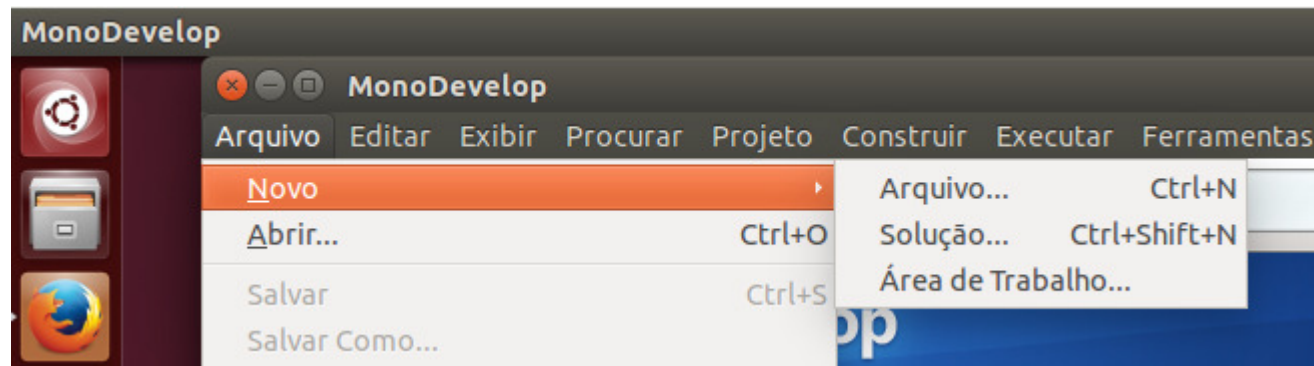 MonoDevelop
MonoDevelop
Arquivo Editar Exibir Procurar Projeto Construir Executar Ferramentas
Novo
Abrir... Ctrl+O
Salvar Ctrl+S
Salvar Como...
Arquivo... Ctrl+N
Solução... Ctrl+Shift+N
Área de Trabalho...
op